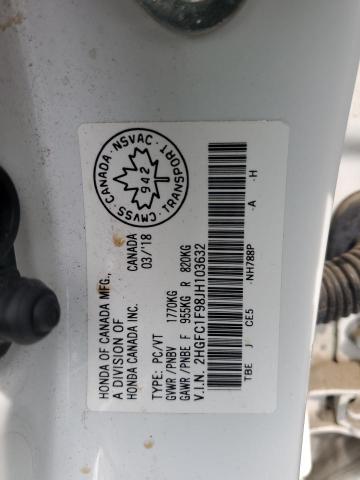 HONDA OF CANADA MFG.,
A DIVISION OF
HONDA CANADA INC.
CANADA
03/'18
TYPE: PC/VT
GVWR/PNBV 1770KG
GAWR/PNBE F 955KG R 820KG
V.I.N. 2HGFC1F98JH103632
TBE J CE5 NH788P -A -H
CMVSS · CANADA · NSVAC
942
TRANSPORT